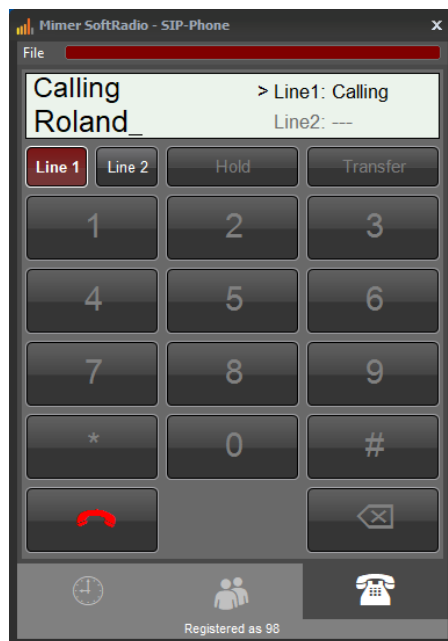 Mimer SoftRadio - SIP-Phone x
File
Calling > Line1: Calling
Roland_ Line2: ---
Line 1 Line 2 Hold Transfer
1 2 3
4 5 6
7 8 9
* 0 #
Registered as 98